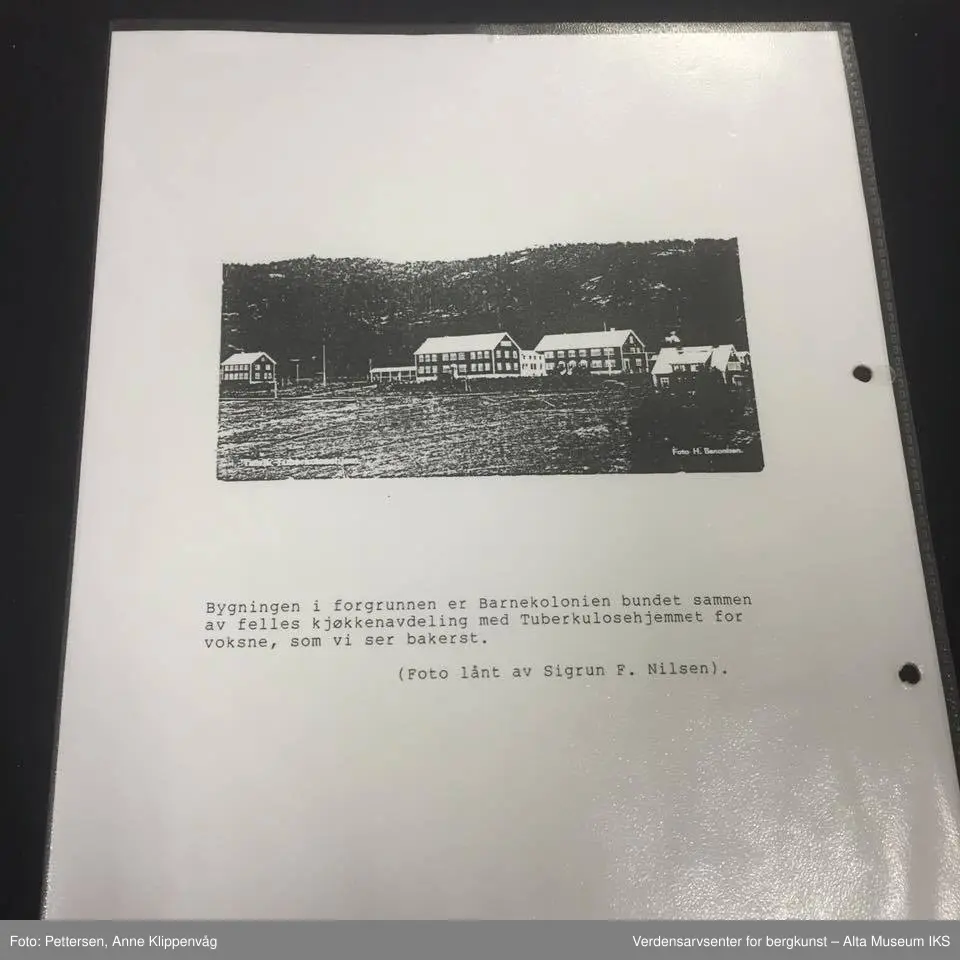 Foto H. Benonisen.
Bygningen i forgrunnen er Barnekolonien bundet sammen
av felles kjøkkenavdeling med Tuberkulosehjemmet for
voksne, som vi ser bakerst.
(Foto lånt av Sigrun F. Nilsen).
Foto: Pettersen, Anne Klippenvåg
Verdensarvsenter for bergkunst – Alta Museum IKS